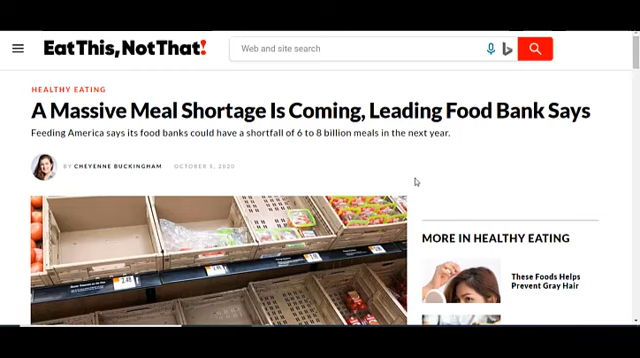 EatThis,NotThat!
Web and site search
HEALTHY EATING
A Massive Meal Shortage Is Coming, Leading Food Bank Says
Feeding America says its food banks could have a shortfall of 6 to 8 billion meals in the next year.
BY CHEYENNE BUCKINGHAM OCTOBER 5, 2020
MORE IN HEALTHY EATING
These Foods Helps
Prevent Gray Hair